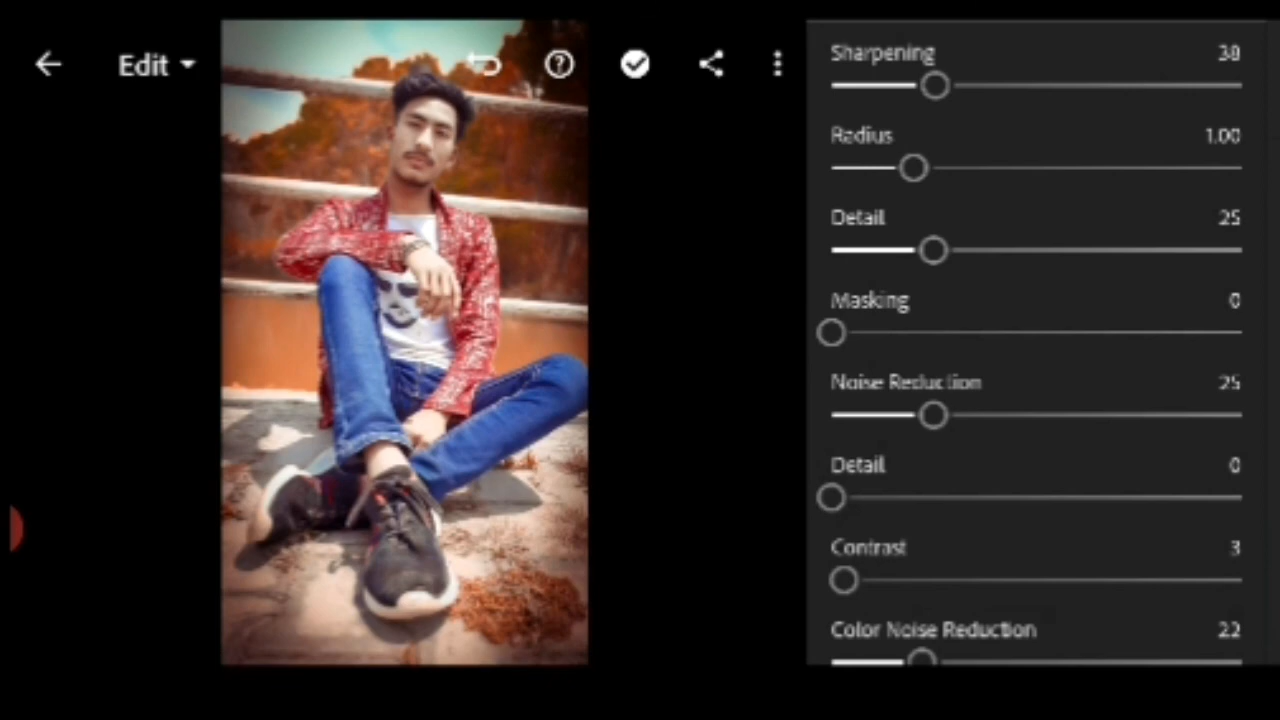 Edit
Sharpening 38
Radius 1.00
Detail 25
Masking 0
Noise Reduction 25
Detail 0
Contrast 3
Color Noise Reduction 22